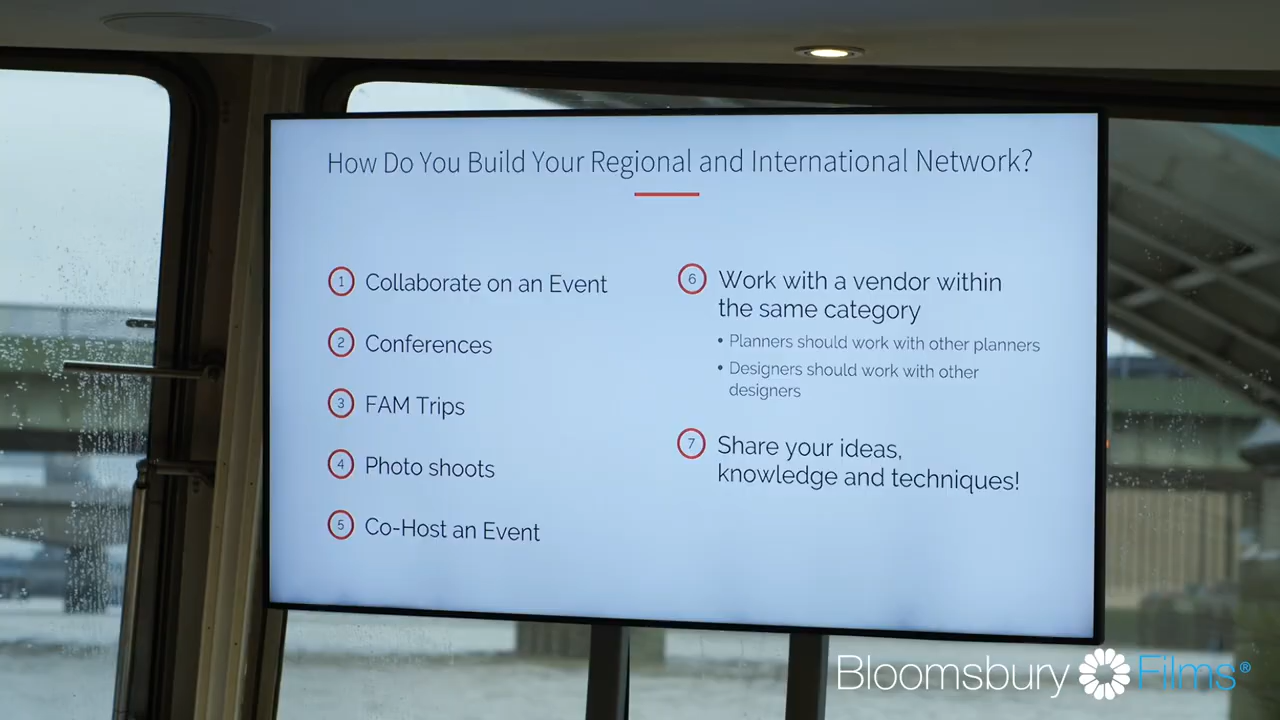 How Do You Build Your Regional and International Network?
1 Collaborate on an Event
2 Conferences
3 FAM Trips
4 Photo shoots
5 Co-Host an Event
6 Work with a vendor within
the same category
• Planners should work with other planners
• Designers should work with other
designers
7 Share your ideas,
knowledge and techniques!
Bloomsbury Films®